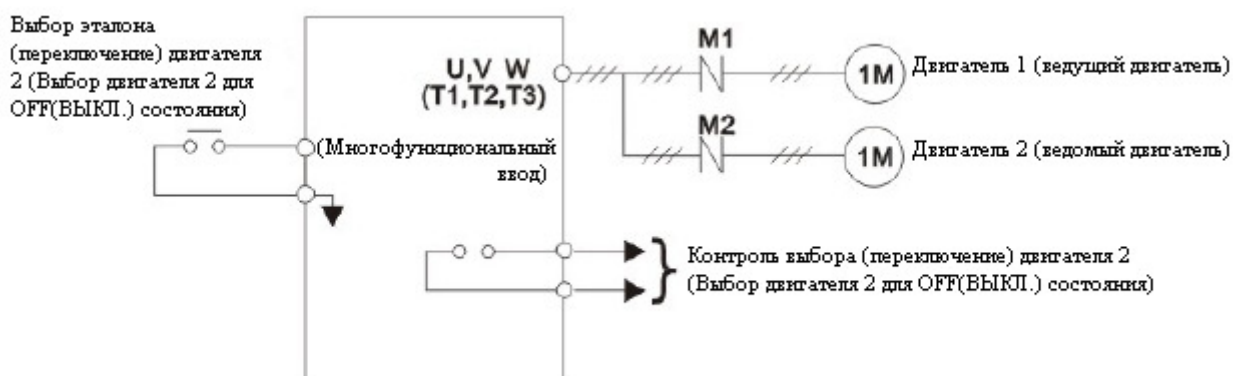 Выбор эталона
(переключение) двигателя
2 (Выбор двигателя 2 для
OFF(ВЫКЛ.) состояния)
(Многофункциональный
ввод)
U,V W
(T1,T2,T3)
M1
1M
Двигатель 1 (ведущий двигатель)
M2
1M
Двигатель 2 (ведомый двигатель)
Контроль выбора (переключение) двигателя 2
(Выбор двигателя 2 для OFF(ВЫКЛ.) состояния)